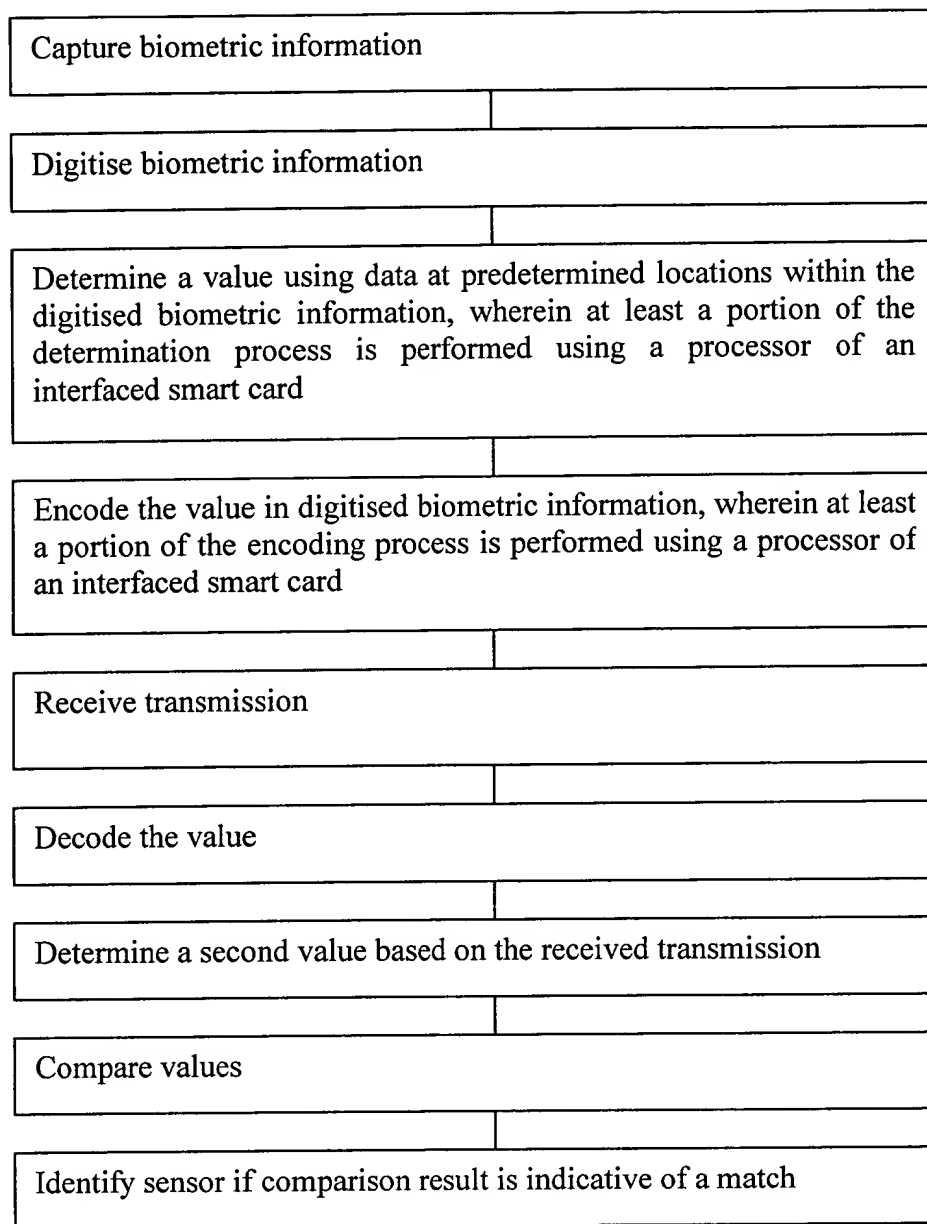 Capture biometric information
Digitise biometric information
Determine a value using data at predetermined locations within the
digitised biometric information, wherein at least a portion of the
determination process is performed using a processor of an
interfaced smart card
Encode the value in digitised biometric information, wherein at least
a portion of the encoding process is performed using a processor of
an interfaced smart card
Receive transmission
Decode the value
Determine a second value based on the received transmission
Compare values
Identify sensor if comparison result is indicative of a match